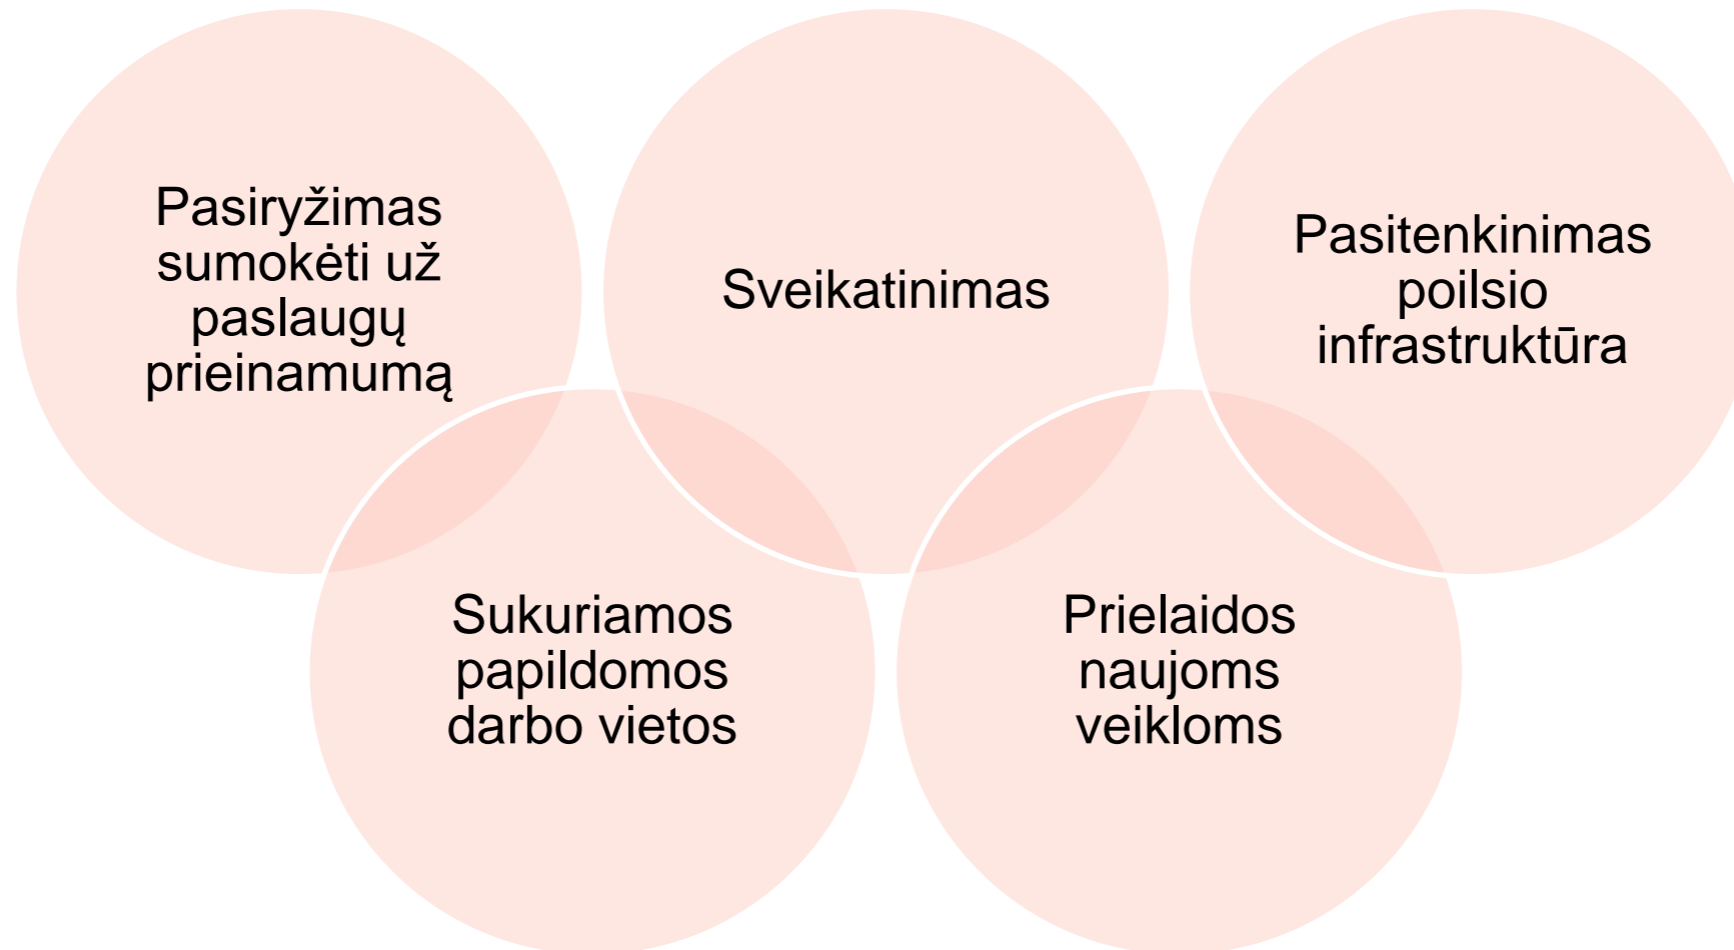 Pasiryžimas
sumokėti už
paslaugų
prieinamumą
Sveikatinimas
Pasitenkinimas
poilsio
infrastruktūra
Sukuriamos
papildomos
darbo vietos
Prielaidos
naujoms
veikloms